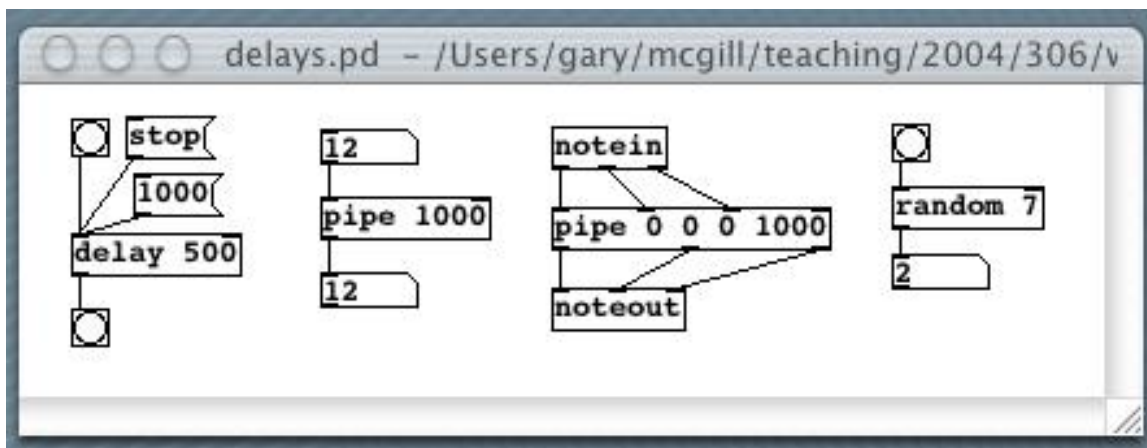 delays.pd - /Users/gary/mcgill/teaching/2004/306/
stop
1000
delay 500
12
pipe 1000
12
notein
pipe 0 0 0 1000
noteout
random 7
2